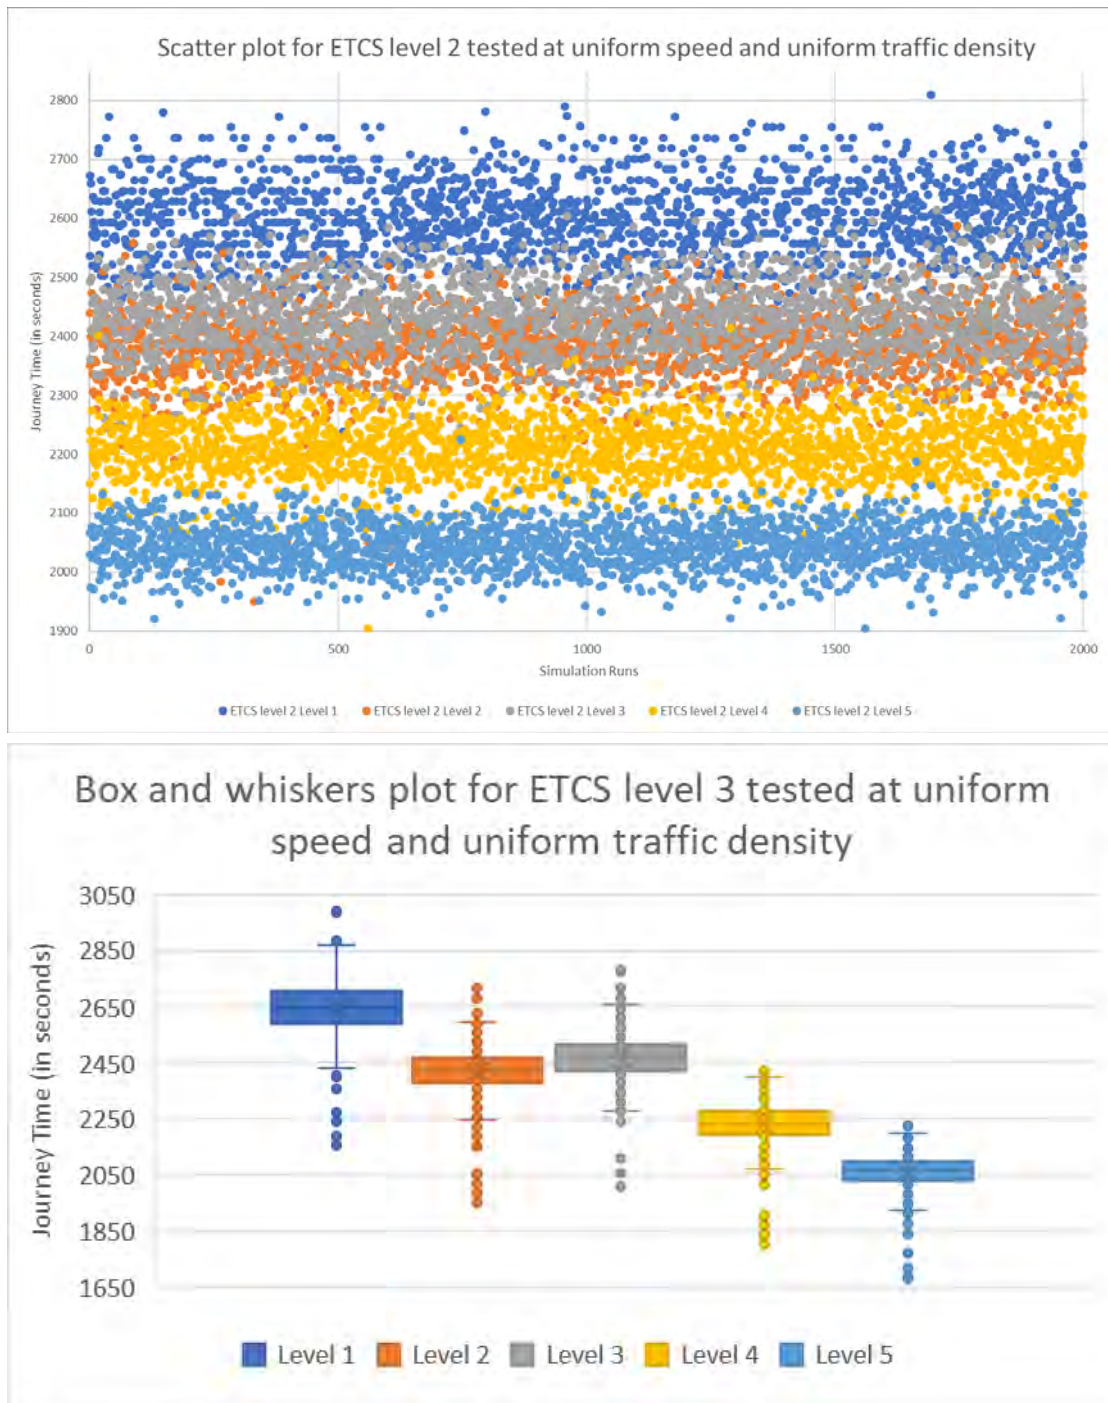 Scatter plot for ETCS level 2 tested at uniform speed and uniform traffic density
2800
2700
2600
2500
2400
2300
2200
2100
2000
1900
Journey Time (in seconds)
0 500 1000 1500 2000
Simulation Runs
ETCS level 2 Level 1 ETCS level 2 Level 2 ETCS level 2 Level 3 ETCS level 2 Level 4 ETCS level 2 Level 5
Box and whiskers plot for ETCS level 3 tested at uniform
speed and uniform traffic density
3050
2850
2650
2450
2250
2050
1850
1650
Journey Time (in seconds)
Level 1 Level 2 Level 3 Level 4 Level 5